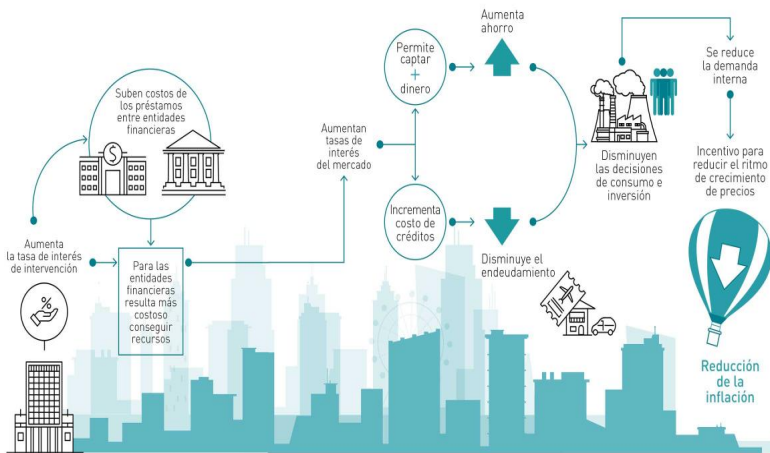 Aumenta
la tasa de interés
de intervención
%
Suben costos de
los préstamos
entre entidades
financieras
$
Para las
entidades
financieras
resulta más
costoso
conseguir
recursos
Aumentan
tasas de
interés
del mercado
Permite
captar
+
dinero
Aumenta
ahorro
Incrementa
costo de
créditos
Disminuye el
endeudamiento
Disminuyen
las decisiones
de consumo e
inversión
Se reduce
la demanda
interna
Incentivo para
reducir el ritmo
de crecimiento
de precios
Reducción
de la
inflación